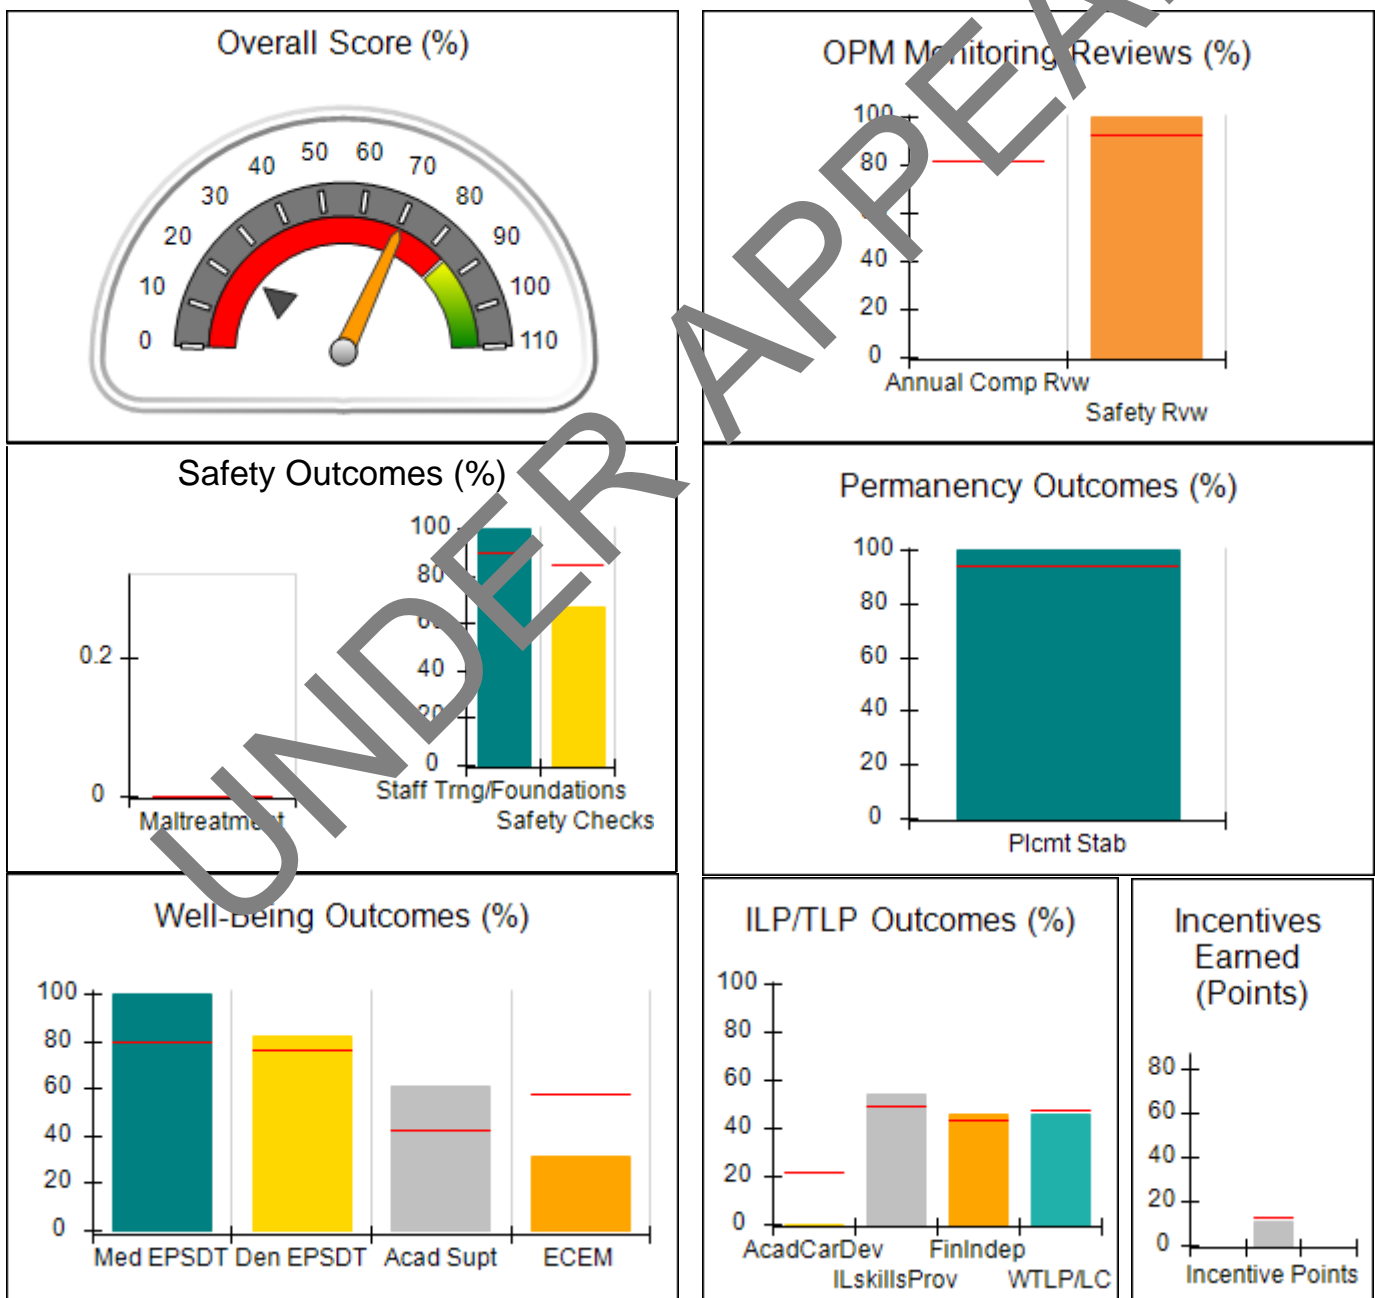 Overall Score (%)
0
10
20
30
40
50
60
70
80
90
100
110
OPM Monitoring Reviews (%)
100
80
40
20
0
Annual Comp Rvw
Safety Rvw
Safety Outcomes (%)
0.2
0
Maltreatment
100
80
60
40
20
0
Staff Trng/Foundations
Safety Checks
Permanency Outcomes (%)
100
80
60
40
20
0
Plcmt Stab
Well-Being Outcomes (%)
100
80
60
40
20
0
Med EPSDT Den EPSDT Acad Supt ECEM
ILP/TLP Outcomes (%)
100
80
60
40
20
0
AcadCarDev FinIndep
ILskillsProv WTLP/LC
Incentives
Earned
(Points)
80
60
40
20
0
Incentive Points
UNDER APPEA